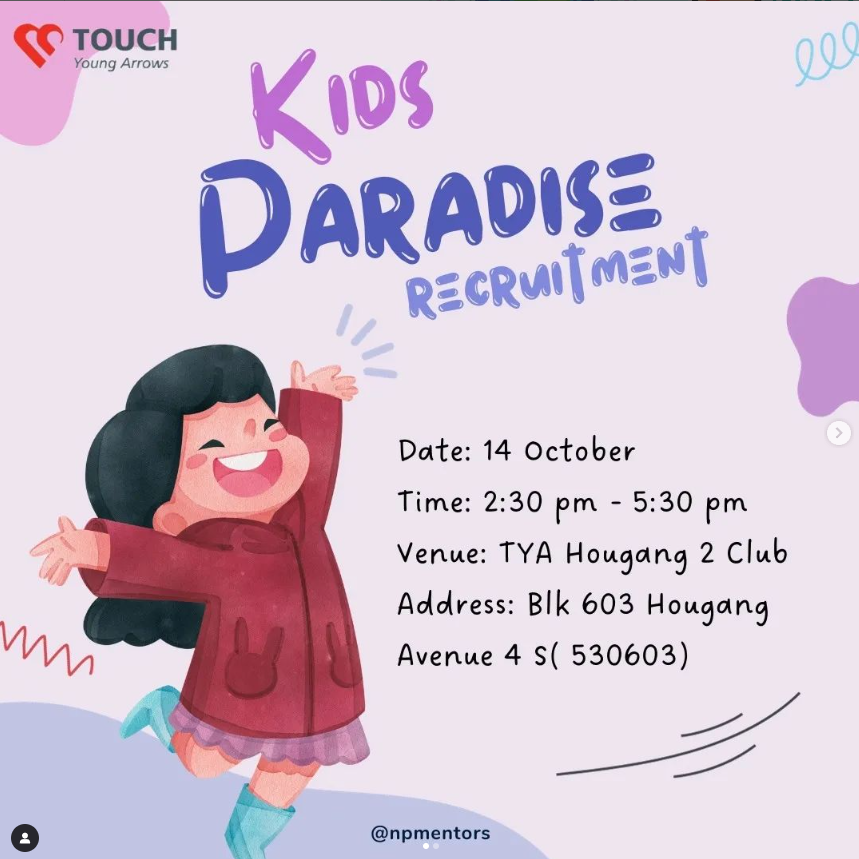 TOUCH
Young Arrows
KIDS
PARADISE
RECRUITMENT
Date: 14 October
Time: 2:30 pm - 5:30 pm
Venue: TYA Hougang 2 Club
Address: Blk 603 Hougang
Avenue 4 S( 530603)
@npmentors